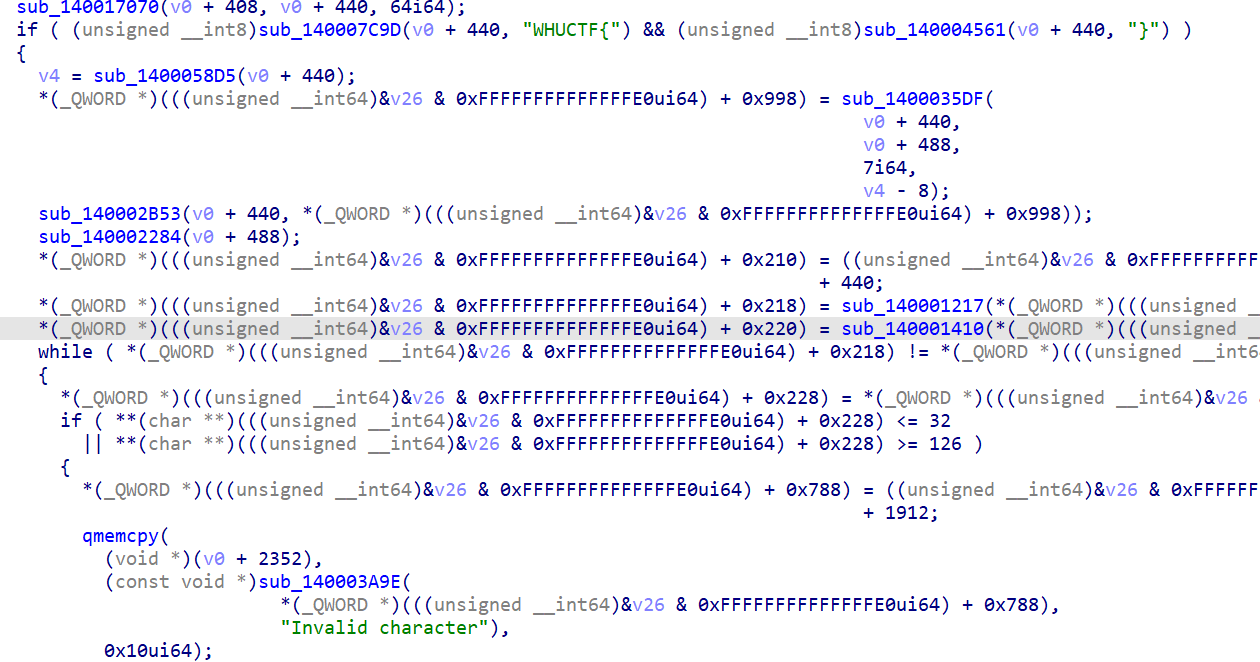 sub_140017070(v0 + 408, v0 + 440, 64i64);
if ( (unsigned __int8)sub_140007C9D(v0 + 440, "WHUCTF{") && (unsigned __int8)sub_140004561(v0 + 440, "}") )
{
v4 = sub_1400058D5(v0 + 440);
*(_QWORD *)(((unsigned __int64)&v26 & 0xFFFFFFFFFFFFFFE0ui64) + 0x998) = sub_1400035DF(
v0 + 440,
v0 + 488,
7i64,
v4 - 8);
sub_140002B53(v0 + 440, *(_QWORD *)(((unsigned __int64)&v26 & 0xFFFFFFFFFFFFFFE0ui64) + 0x998));
sub_140002284(v0 + 488);
*(_QWORD *)(((unsigned __int64)&v26 & 0xFFFFFFFFFFFFFFE0ui64) + 0x210) = ((unsigned __int64)&v26 & 0xFFFFFFFFFF
+ 440;
*(_QWORD *)(((unsigned __int64)&v26 & 0xFFFFFFFFFFFFFFE0ui64) + 0x218) = sub_140001217(*(_QWORD *)(((unsigned _
*(_QWORD *)(((unsigned __int64)&v26 & 0xFFFFFFFFFFFFFFE0ui64) + 0x220) = sub_140001410(*(_QWORD *)(((unsigned _
while ( *(_QWORD *)(((unsigned __int64)&v26 & 0xFFFFFFFFFFFFFFE0ui64) + 0x218) != *(_QWORD *)(((unsigned __int6
{
*(_QWORD *)(((unsigned __int64)&v26 & 0xFFFFFFFFFFFFFFE0ui64) + 0x228) = *(_QWORD *)(((unsigned __int64)&v26
if ( **(char **)(((unsigned __int64)&v26 & 0xFFFFFFFFFFFFFFE0ui64) + 0x228) <= 32
|| **(char **)(((unsigned __int64)&v26 & 0xFFFFFFFFFFFFFFE0ui64) + 0x228) >= 126 )
{
*(_QWORD *)(((unsigned __int64)&v26 & 0xFFFFFFFFFFFFFFE0ui64) + 0x788) = ((unsigned __int64)&v26 & 0xFFFFFFF
+ 1912;
qmemcpy(
(void *)(v0 + 2352),
(const void *)sub_140003A9E(
*(_QWORD *)(((unsigned __int64)&v26 & 0xFFFFFFFFFFFFFFE0ui64) + 0x788),
"Invalid character"),
0x10ui64);